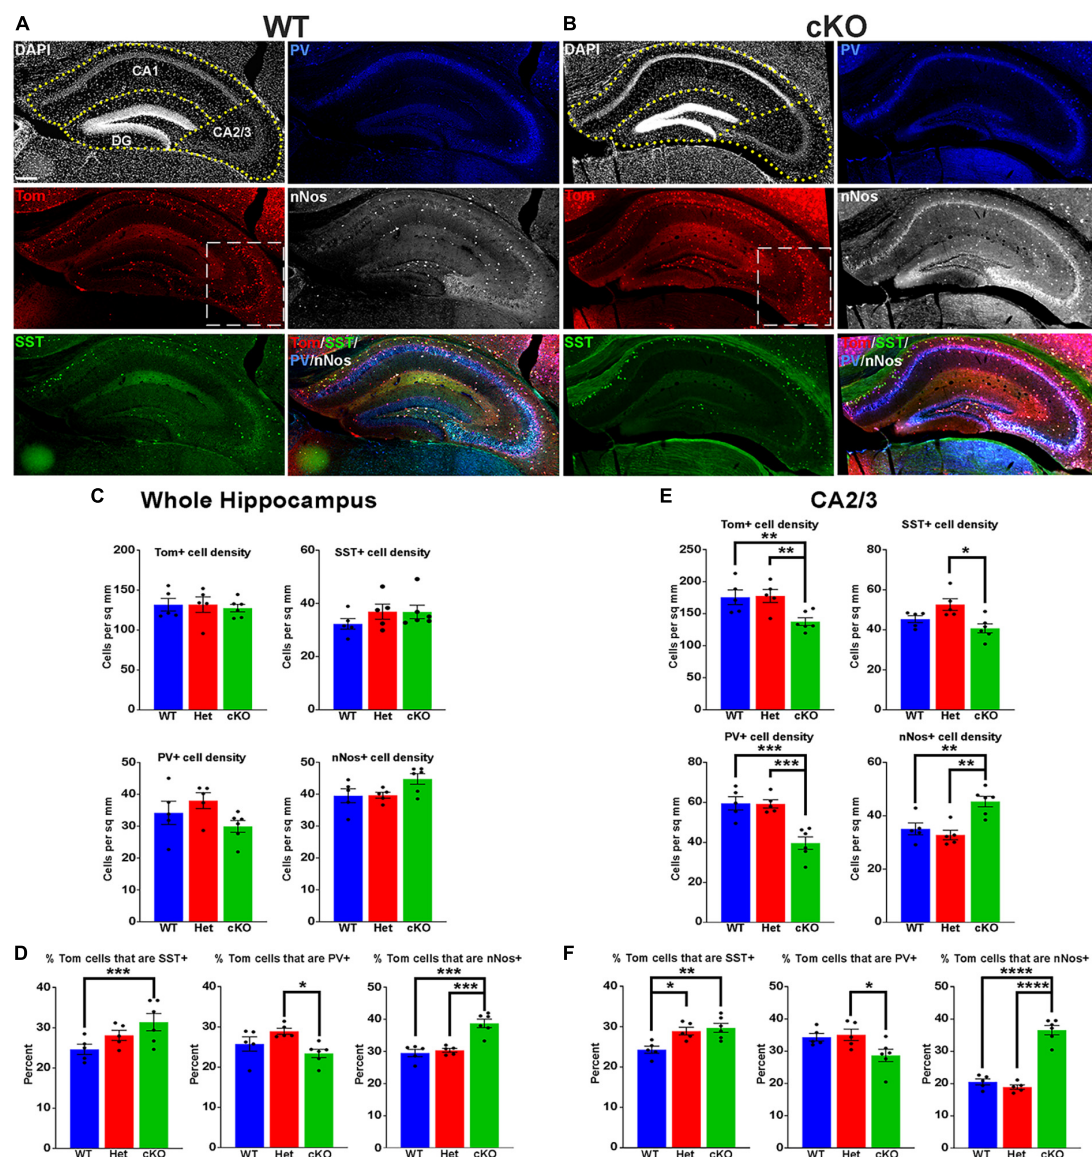 A WT B cKO
DAPI PV DAPI PV
CA1
CA2/3
DG
Tom nNos Tom nNos
SST Tom/SST/ SST Tom/SST/
PV/nNos PV/nNos
C Whole Hippocampus
Tom+ cell density
Cells per sq mm
200
150
100
50
0
WT Het cKO
SST+ cell density
Cells per sq mm
60
40
20
0
WT Het cKO
PV+ cell density
Cells per sq mm
50
40
30
20
10
0
WT Het cKO
nNos+ cell density
Cells per sq mm
50
40
30
20
10
0
WT Het cKO
E CA2/3
Tom+ cell density
**
**
Cells per sq mm
250
200
150
100
50
0
WT Het cKO
SST+ cell density
*
Cells per sq mm
80
60
40
20
0
WT Het cKO
PV+ cell density
***
***
Cells per sq mm
80
60
40
20
0
WT Het cKO
nNos+ cell density
**
**
Cells per sq mm
60
40
20
0
WT Het cKO
D
% Tom cells that are SST+
***
Percent
40
30
20
10
0
WT Het cKO
% Tom cells that are PV+
*
Percent
40
30
20
10
0
WT Het cKO
% Tom cells that are nNos+
***
***
Percent
50
40
30
20
10
0
WT Het cKO
F
% Tom cells that are SST+
**
*
Percent
40
30
20
10
0
WT Het cKO
% Tom cells that are PV+
*
Percent
50
40
30
20
10
0
WT Het cKO
% Tom cells that are nNos+
****
****
Percent
50
40
30
20
10
0
WT Het cKO